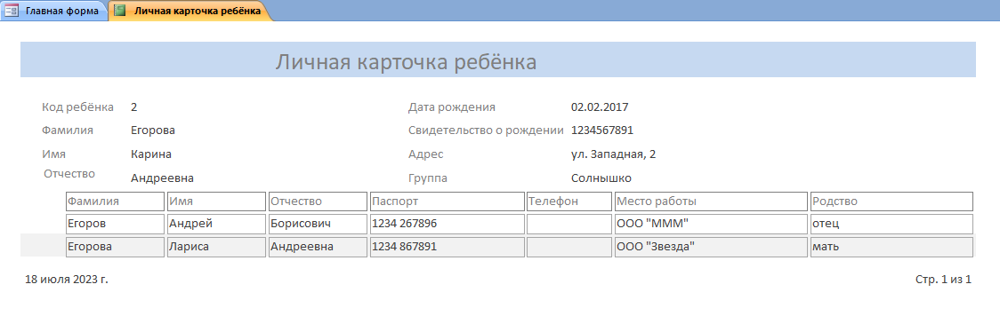 Главная форма Личная карточка ребёнка
Личная карточка ребёнка
Код ребёнка 2 Дата рождения 02.02.2017
Фамилия Егорова Свидетельство о рождении 1234567891
Имя Карина Адрес ул. Западная, 2
Отчество Андреевна Группа Солнышко
Фамилия Имя Отчество Паспорт Телефон Место работы Родство
Егоров Андрей Борисович 1234 267896 ООО "МММ" отец
Егорова Лариса Андреевна 1234 867891 ООО "Звезда" мать
18 июля 2023 г. Стр. 1 из 1